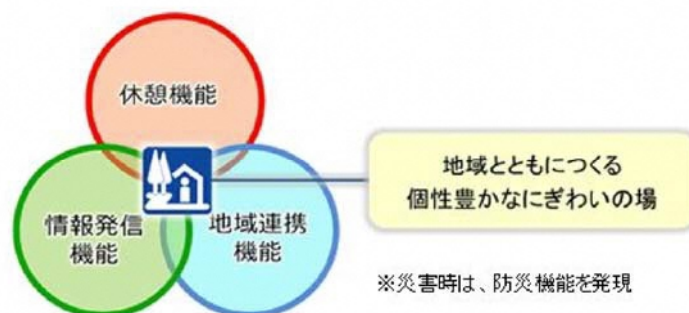 休憩機能
情報発信
機能
地域連携
機能
地域とともにつくる
個性豊かなにぎわいの場
※災害時は、防災機能を発現